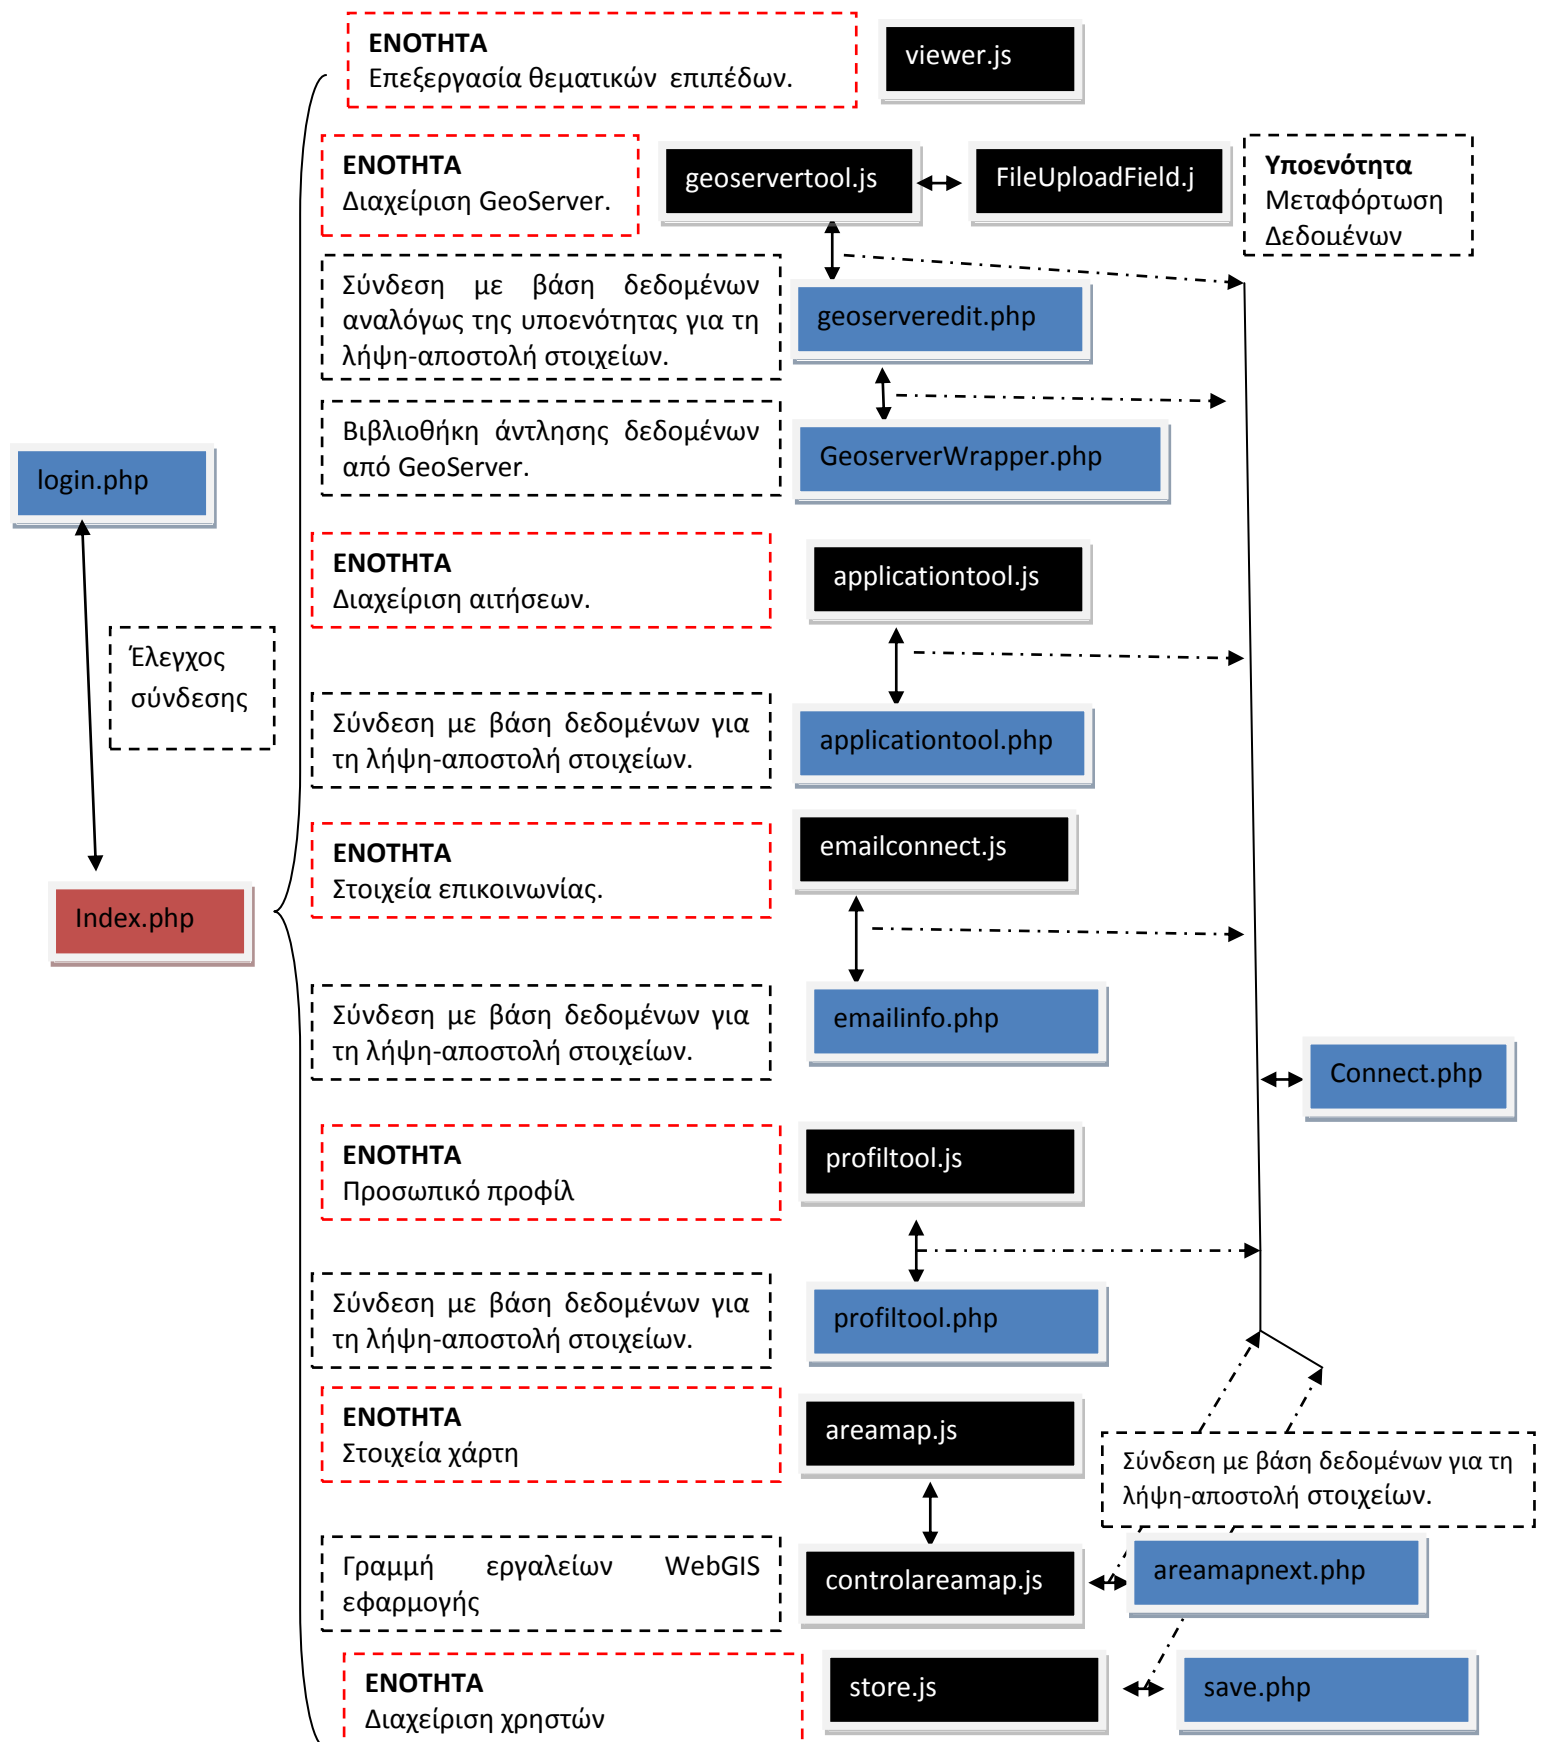 ΕΝΟΤΗΤΑ
Επεξεργασία θεματικών επιπέδων.
viewer.js
ΕΝΟΤΗΤΑ
Διαχείριση GeoServer.
geoservertool.js
FileUploadField.j
Υποενότητα
Μεταφόρτωση
Δεδομένων
Σύνδεση με βάση δεδομένων
αναλόγως της υποενότητας για τη
λήψη-αποστολή στοιχείων.
geoserveredit.php
Βιβλιοθήκη άντλησης δεδομένων
από GeoServer.
GeoserverWrapper.php
login.php
ΕΝΟΤΗΤΑ
Διαχείριση αιτήσεων.
applicationtool.js
Έλεγχος
σύνδεσης
Σύνδεση με βάση δεδομένων για
τη λήψη-αποστολή στοιχείων.
applicationtool.php
ΕΝΟΤΗΤΑ
Στοιχεία επικοινωνίας.
emailconnect.js
Index.php
Σύνδεση με βάση δεδομένων για
τη λήψη-αποστολή στοιχείων.
emailinfo.php
Connect.php
ΕΝΟΤΗΤΑ
Προσωπικό προφίλ
profiltool.js
Σύνδεση με βάση δεδομένων για
τη λήψη-αποστολή στοιχείων.
profiltool.php
ΕΝΟΤΗΤΑ
Στοιχεία χάρτη
areamap.js
Σύνδεση με βάση δεδομένων για τη
λήψη-αποστολή στοιχείων.
Γραμμή εργαλείων WebGIS
εφαρμογής
controlareamap.js
areamapnext.php
ΕΝΟΤΗΤΑ
Διαχείριση χρηστών
store.js
save.php